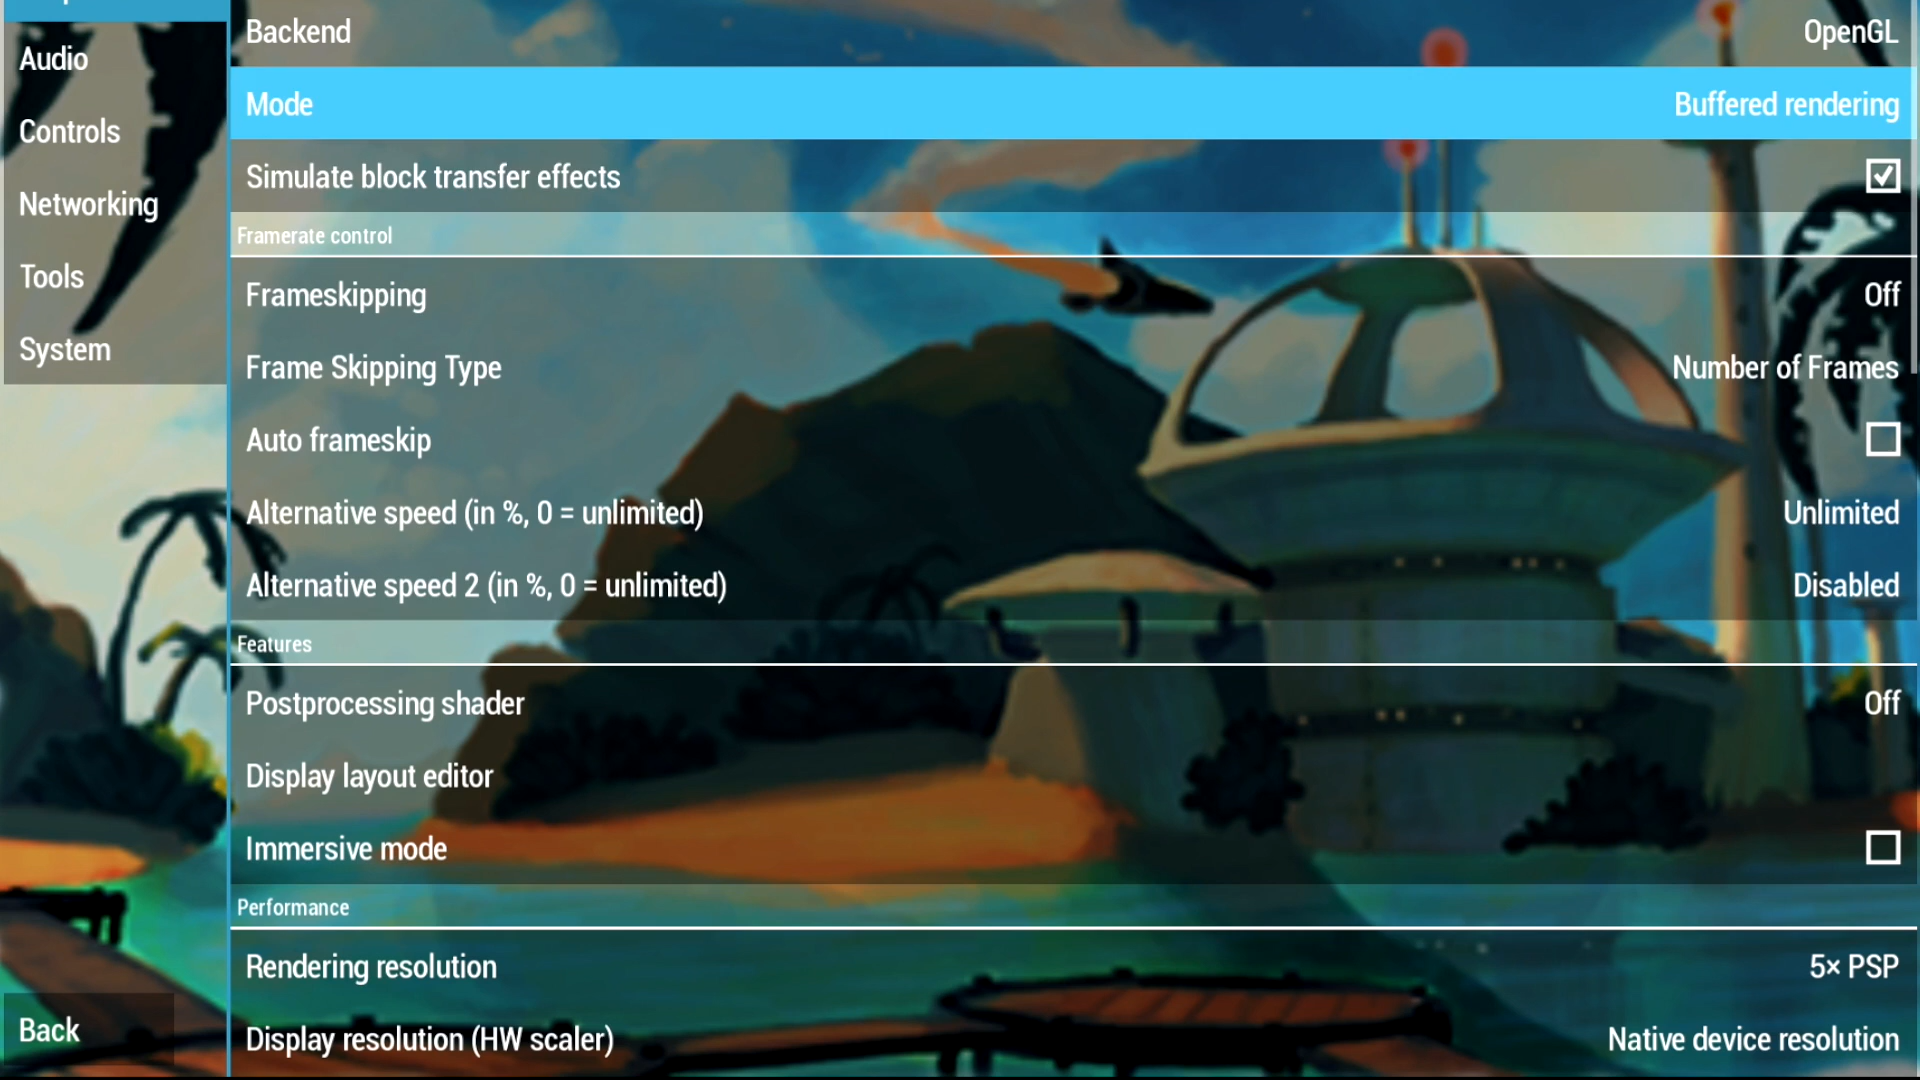 Audio
Controls
Networking
Tools
System
Back
Backend OpenGL
Mode Buffered rendering
Simulate block transfer effects
Framerate control
Frameskipping Off
Frame Skipping Type Number of Frames
Auto frameskip
Alternative speed (in %, 0 = unlimited) Unlimited
Alternative speed 2 (in %, 0 = unlimited) Disabled
Features
Postprocessing shader Off
Display layout editor
Immersive mode
Performance
Rendering resolution 5× PSP
Display resolution (HW scaler) Native device resolution